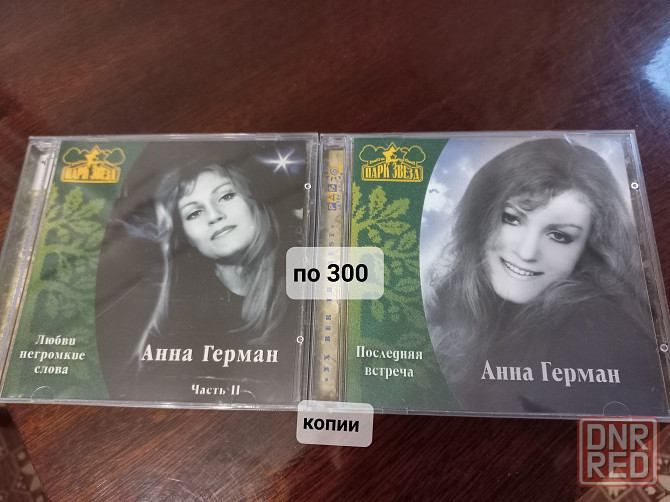 ПАРК ЗВЕЗД
Любви
негромкие
слова
Анна Герман
Часть II
ПАРК ЗВЕЗД
Последняя
встреча
Анна Герман
по 300
копии
DNR
RED